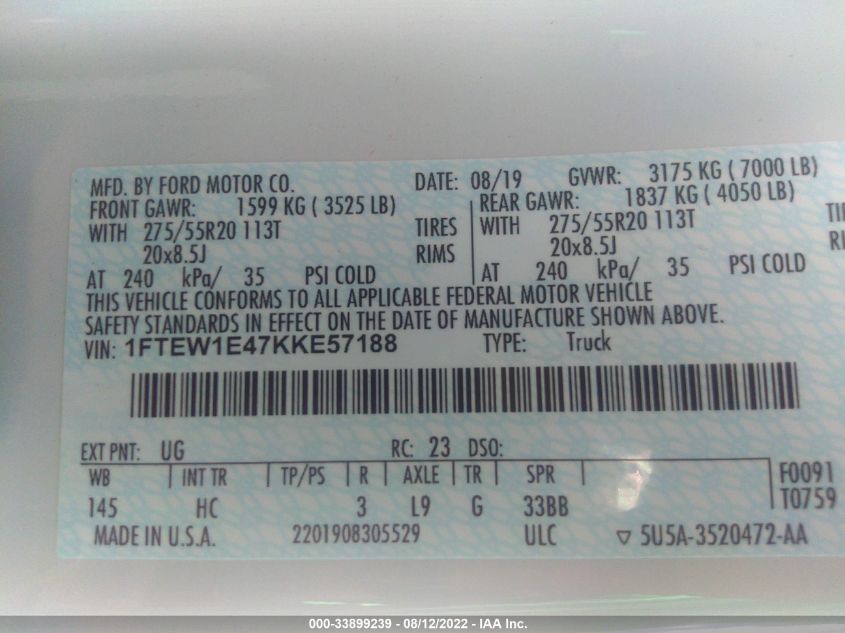 MFD. BY FORD MOTOR CO. DATE: 08/19 GVWR: 3175 KG ( 7000 LB)
FRONT GAWR: 1599 KG ( 3525 LB) REAR GAWR: 1837 KG ( 4050 LB)
WITH 275/55R20 113T TIRES WITH 275/55R20 113T
20x8.5J RIMS 20x8.5J
AT 240 kPa/ 35 PSI COLD AT 240 kPa/ 35 PSI COLD
THIS VEHICLE CONFORMS TO ALL APPLICABLE FEDERAL MOTOR VEHICLE
SAFETY STANDARDS IN EFFECT ON THE DATE OF MANUFACTURE SHOWN ABOVE.
VIN: 1FTEW1E47KKE57188 TYPE: Truck
EXT PNT: UG RC: 23 DSO:
WB INT TR TP/PS R AXLE TR SPR F0091
145 HC 3 L9 G 33BB T0759
MADE IN U.S.A. 2201908305529 ULC ▽ 5U5A-3520472-AA
000-33899239 - 08/12/2022 - IAA Inc.